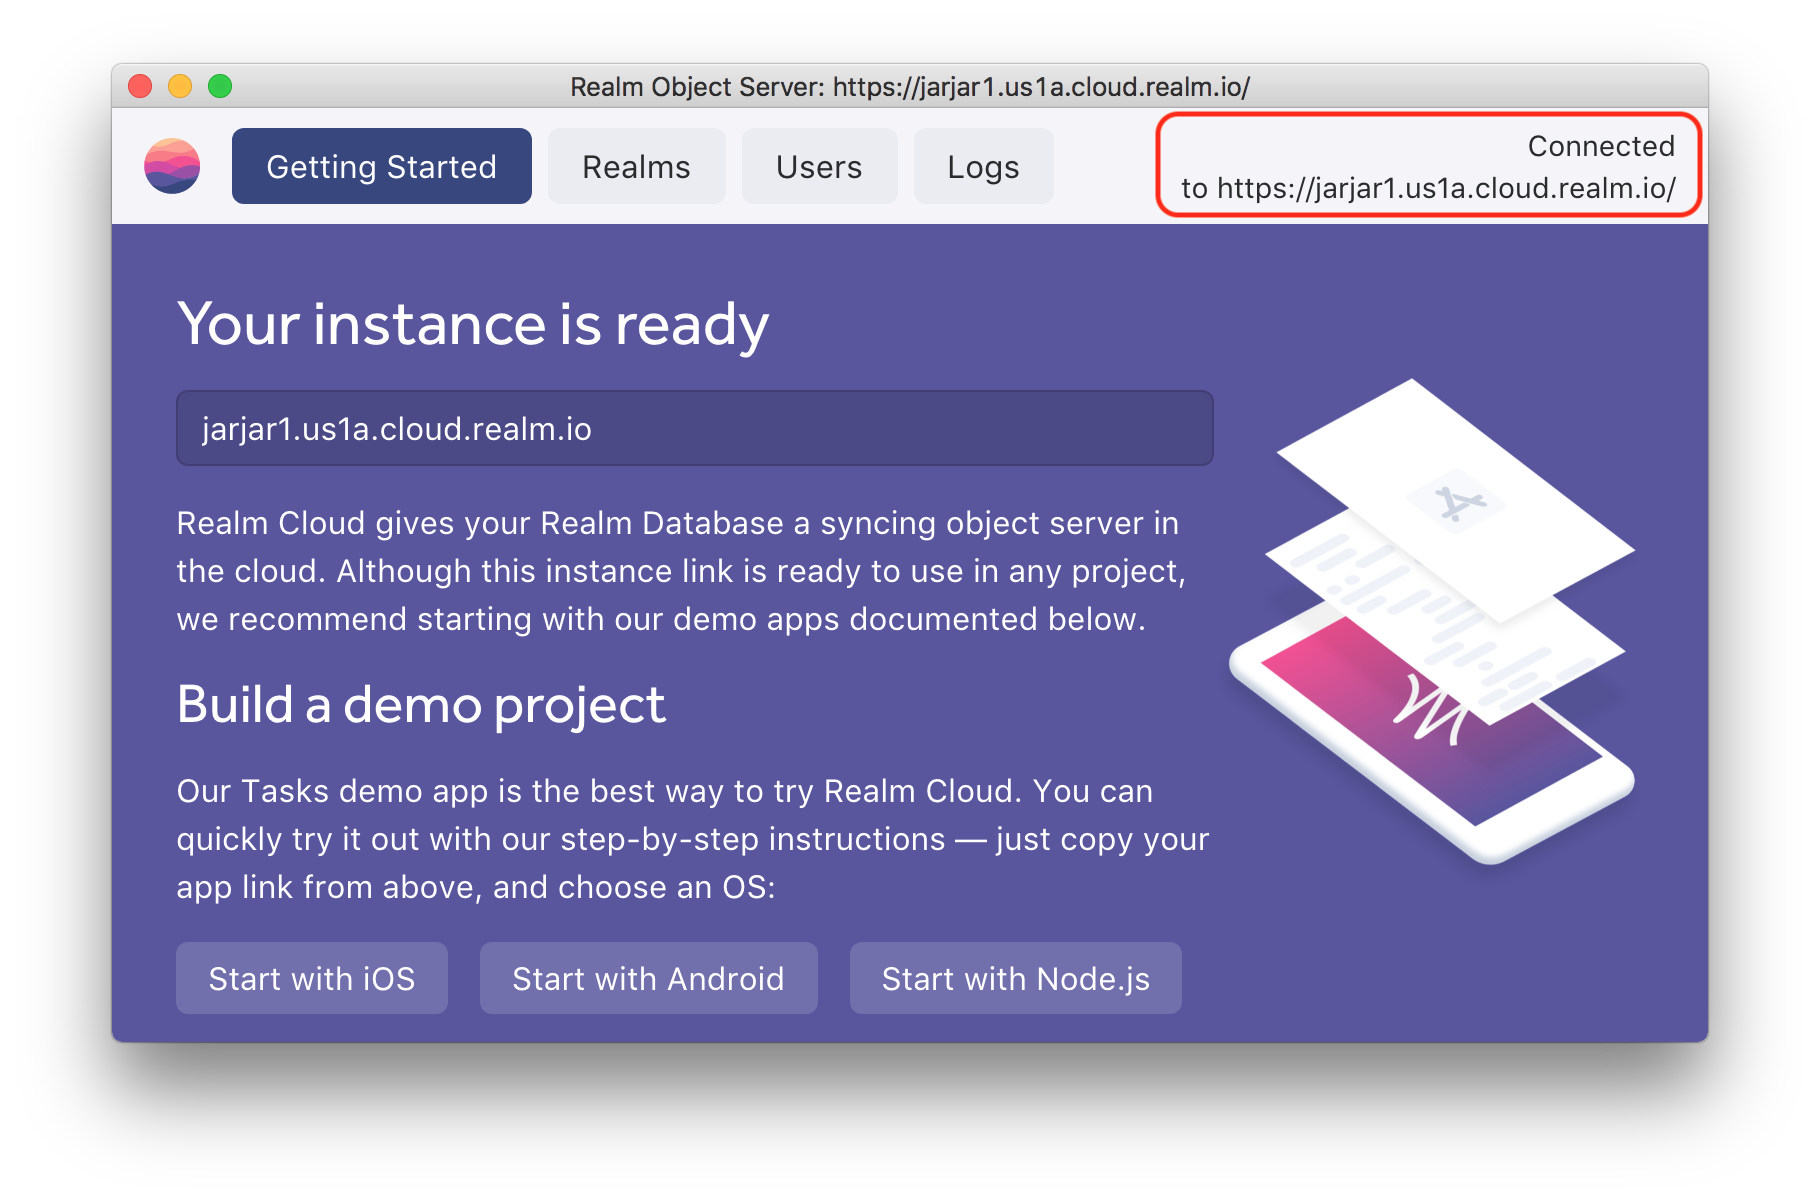 Realm Object Server: https://jarjar1.us1a.cloud.realm.io/
Getting Started
Realms
Users
Logs
Connected
to https://jarjar1.us1a.cloud.realm.io/
Your instance is ready
jarjar1.us1a.cloud.realm.io
Realm Cloud gives your Realm Database a syncing object server in
the cloud. Although this instance link is ready to use in any project,
we recommend starting with our demo apps documented below.
Build a demo project
Our Tasks demo app is the best way to try Realm Cloud. You can
quickly try it out with our step-by-step instructions — just copy your
app link from above, and choose an OS:
Start with iOS
Start with Android
Start with Node.js